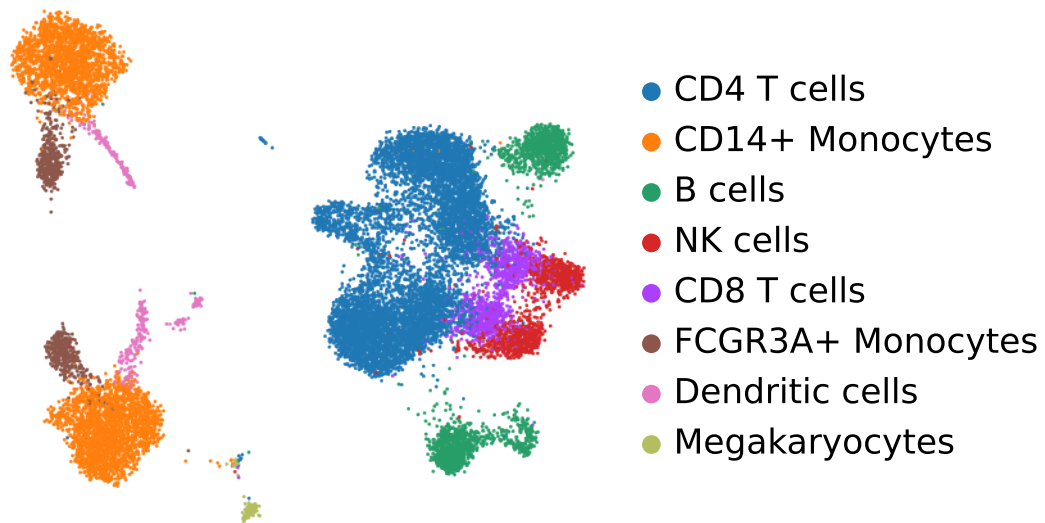 CD4 T cells
CD14+ Monocytes
B cells
NK cells
CD8 T cells
FCGR3A+ Monocytes
Dendritic cells
Megakaryocytes